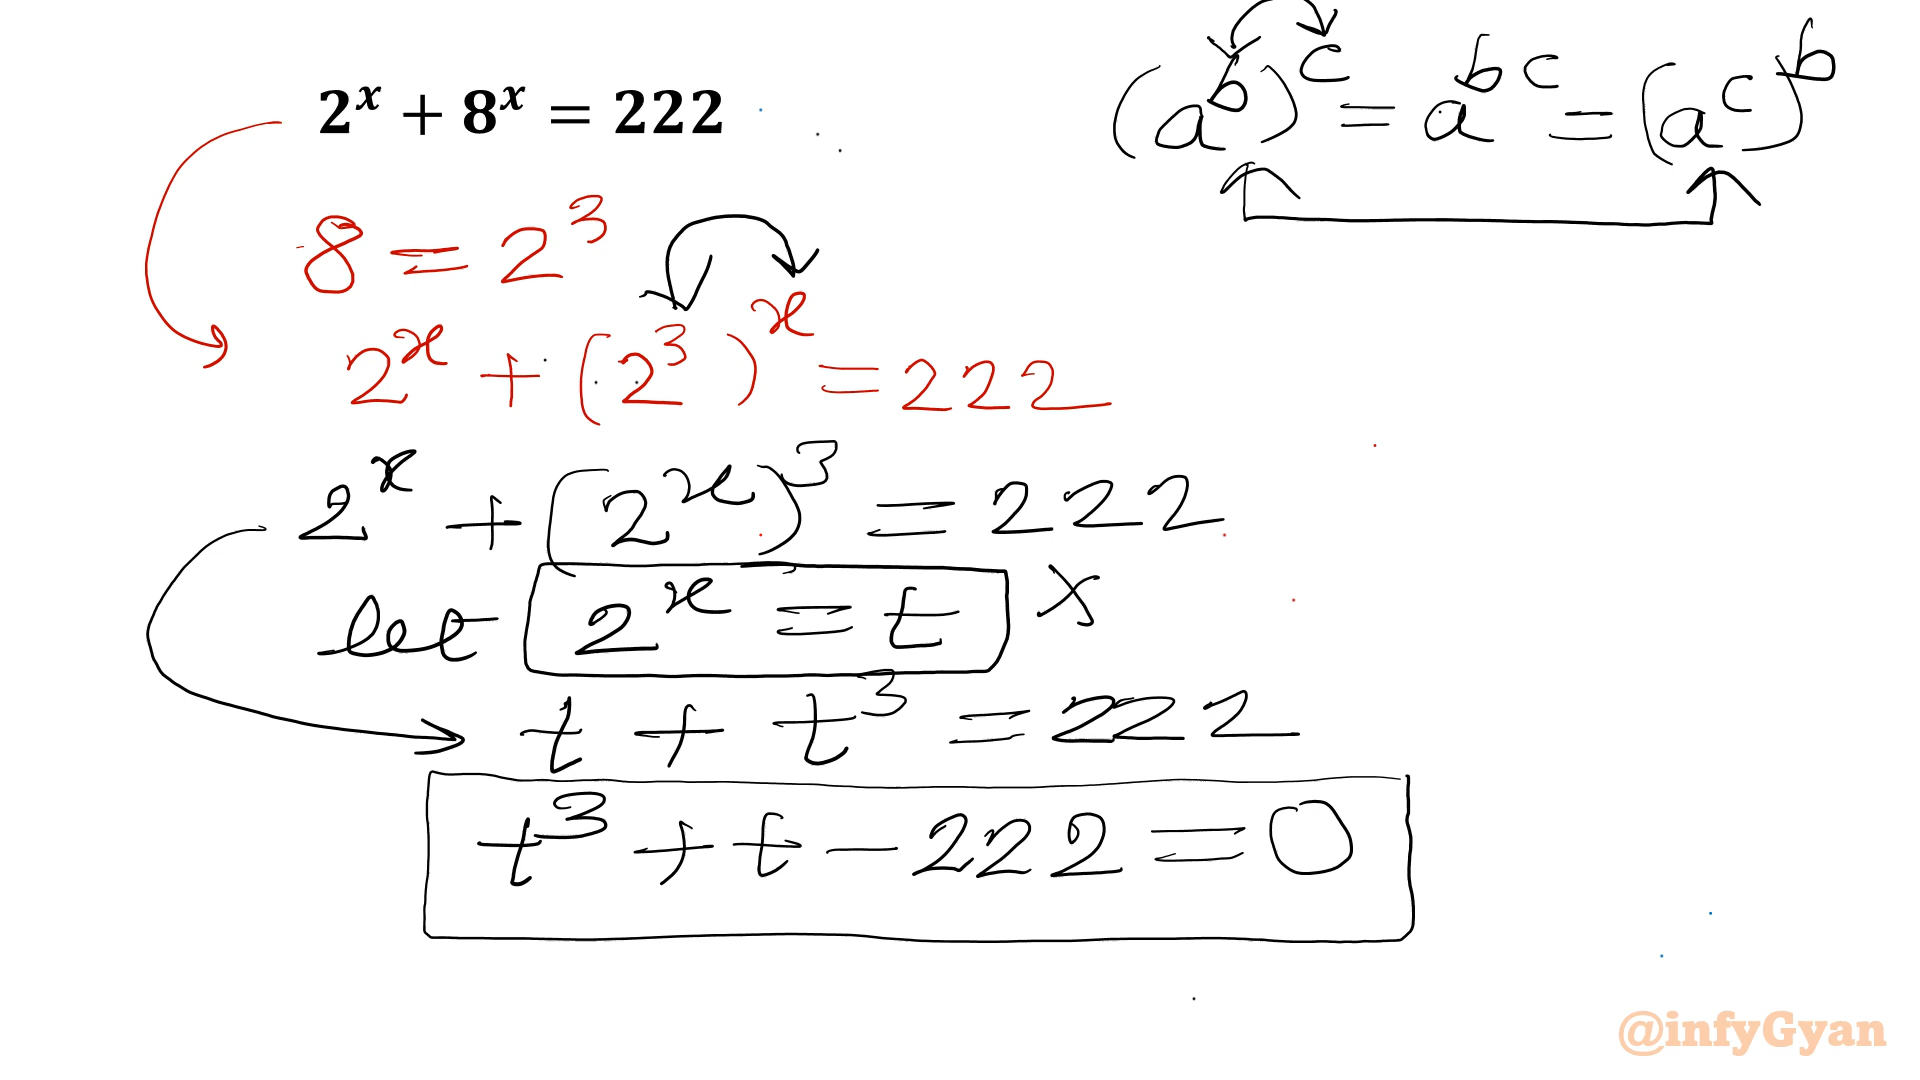 2^x + 8^x = 222
(a^b)^c = a^bc = (a^c)^b
8 = 2^3
2^x + (2^3)^x = 222
2^x + (2^x)^3 = 222
let 2^x = t x
t + t^3 = 222
t^3 + t - 222 = 0
@infyGyan